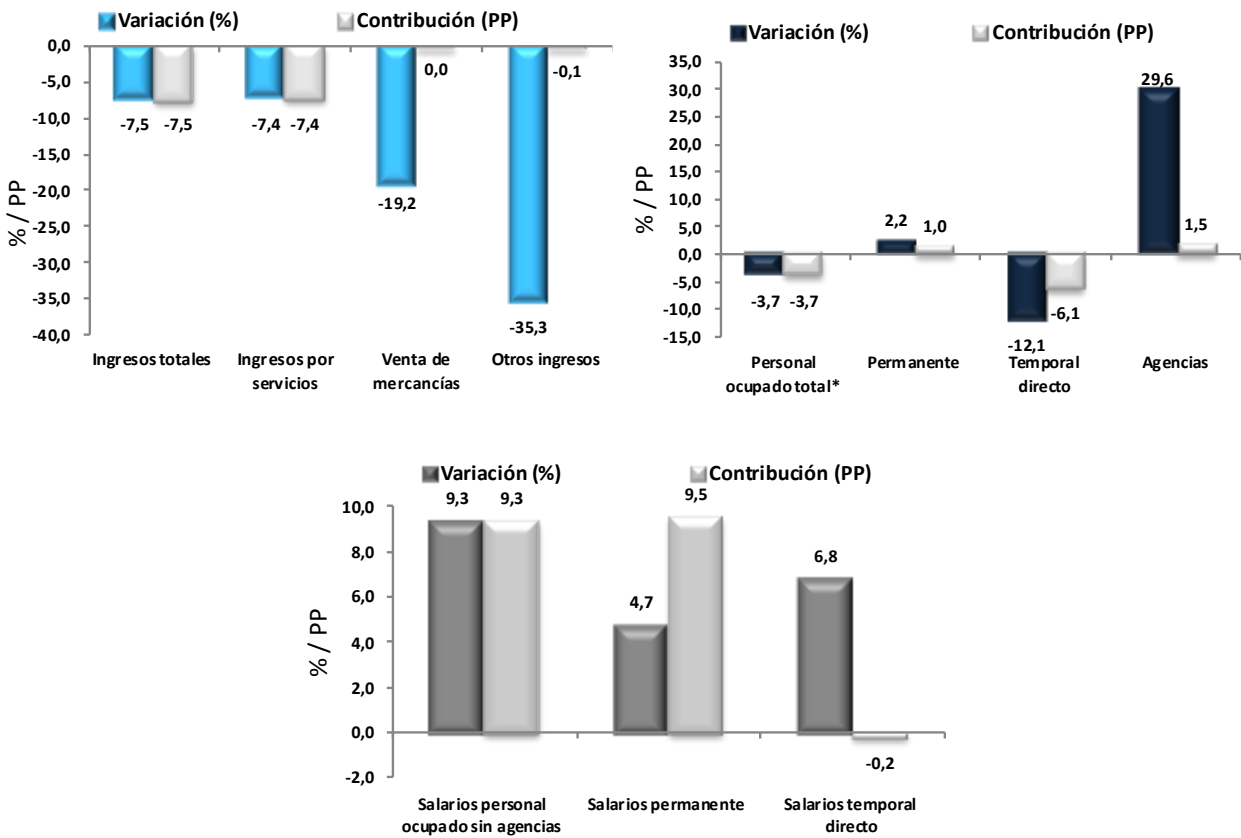 Variación (%) Contribución (PP)
0,0
-5,0
-10,0
-15,0
-20,0
-25,0
-30,0
-35,0
-40,0
% / PP
-7,5 -7,5 -7,4 -7,4 -19,2 0,0 -35,3 -0,1
Ingresos totales Ingresos por Venta de Otros ingresos
servicios mercancías
Variación (%) Contribución (PP)
35,0
30,0
25,0
20,0
15,0
10,0
5,0
0,0
-5,0
-10,0
-15,0
% / PP
-3,7 -3,7 2,2 1,0 -12,1 -6,1 29,6 1,5
Personal Permanente Temporal Agencias
ocupado total* directo
Variación (%) Contribución (PP)
10,0
8,0
6,0
4,0
2,0
0,0
-2,0
% / PP
9,3 9,3 4,7 9,5 6,8 -0,2
Salarios personal Salarios permanente Salarios temporal
ocupado sin agencias directo